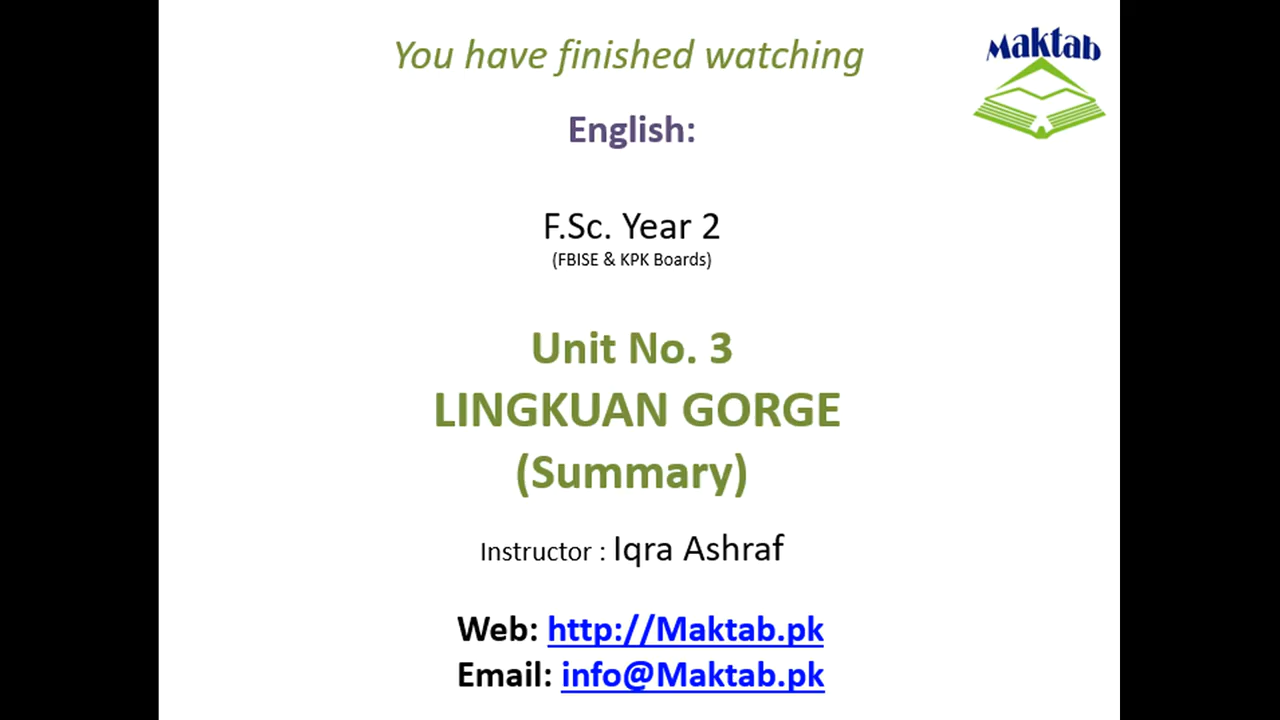 You have finished watching
Maktab
English:
F.Sc. Year 2
(FBISE & KPK Boards)
Unit No. 3
LINGKUAN GORGE
(Summary)
Instructor : Iqra Ashraf
Web: http://Maktab.pk
Email: info@Maktab.pk